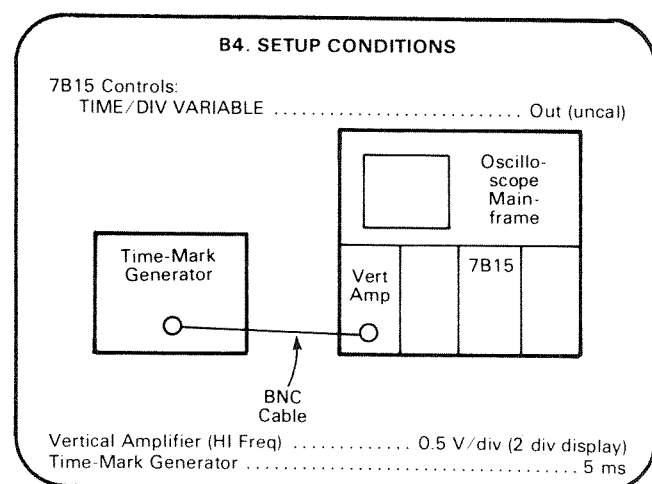 B4. SETUP CONDITIONS
7B15 Controls:
TIME/DIV VARIABLE .......................... Out (uncal)
Oscillo-
scope
Main-
frame
Time-Mark
Generator
Vert
Amp
7B15
BNC
Cable
Vertical Amplifier (HI Freq) ............... 0.5 V/div (2 div display)
Time-Mark Generator ...................................... 5 ms